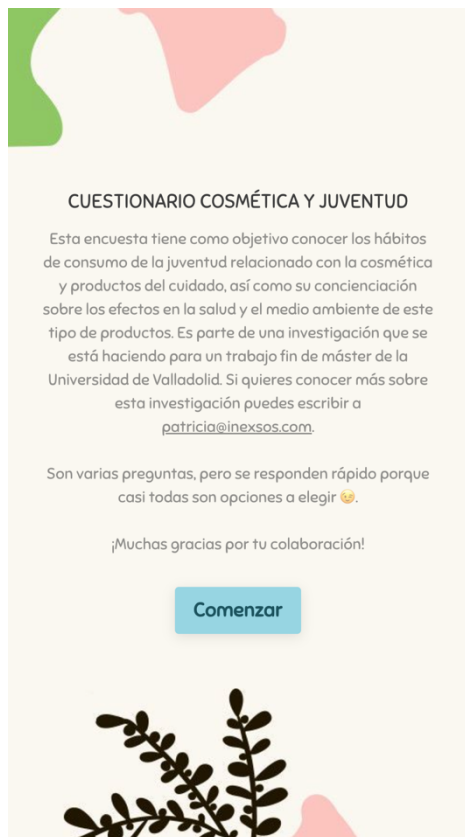 CUESTIONARIO COSMÉTICA Y JUVENTUD
Esta encuesta tiene como objetivo conocer los hábitos
de consumo de la juventud relacionado con la cosmética
y productos del cuidado, así como su concienciación
sobre los efectos en la salud y el medio ambiente de este
tipo de productos. Es parte de una investigación que se
está haciendo para un trabajo fin de máster de la
Universidad de Valladolid. Si quieres conocer más sobre
esta investigación puedes escribir a
patricia@inexsos.com.
Son varias preguntas, pero se responden rápido porque
casi todas son opciones a elegir 😉.
¡Muchas gracias por tu colaboración!
Comenzar